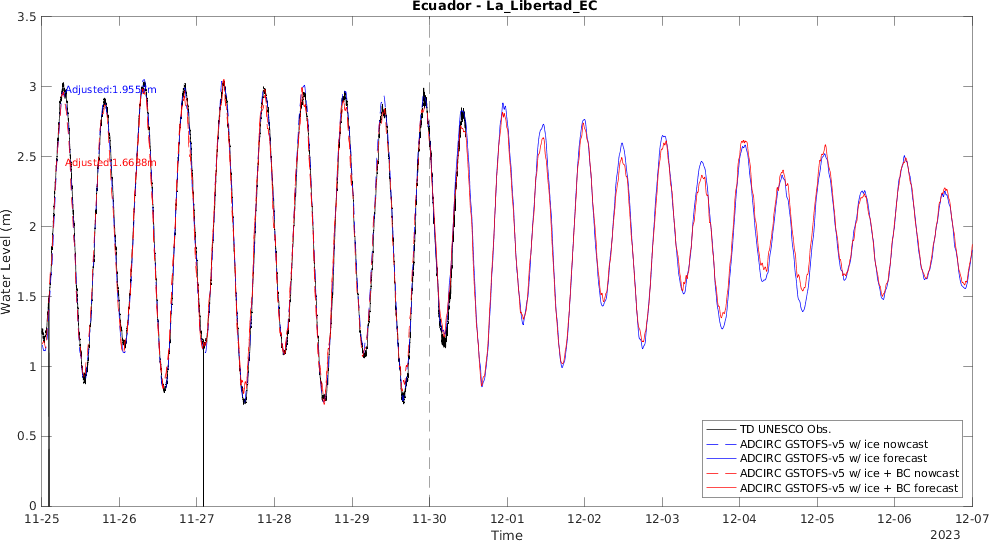 Ecuador - La_Libertad_EC
3.5
3
2.5
2
1.5
1
0.5
0
Water Level (m)
Adjusted:1.6638m
11-25
11-26
11-27
11-28
11-29
11-30
12-01
12-02
12-03
12-04
12-05
12-06
12-07
Time
2023
TD UNESCO Obs.
ADCIRC GSTOFS-v5 w/ ice nowcast
ADCIRC GSTOFS-v5 w/ ice forecast
ADCIRC GSTOFS-v5 w/ ice + BC nowcast
ADCIRC GSTOFS-v5 w/ ice + BC forecast